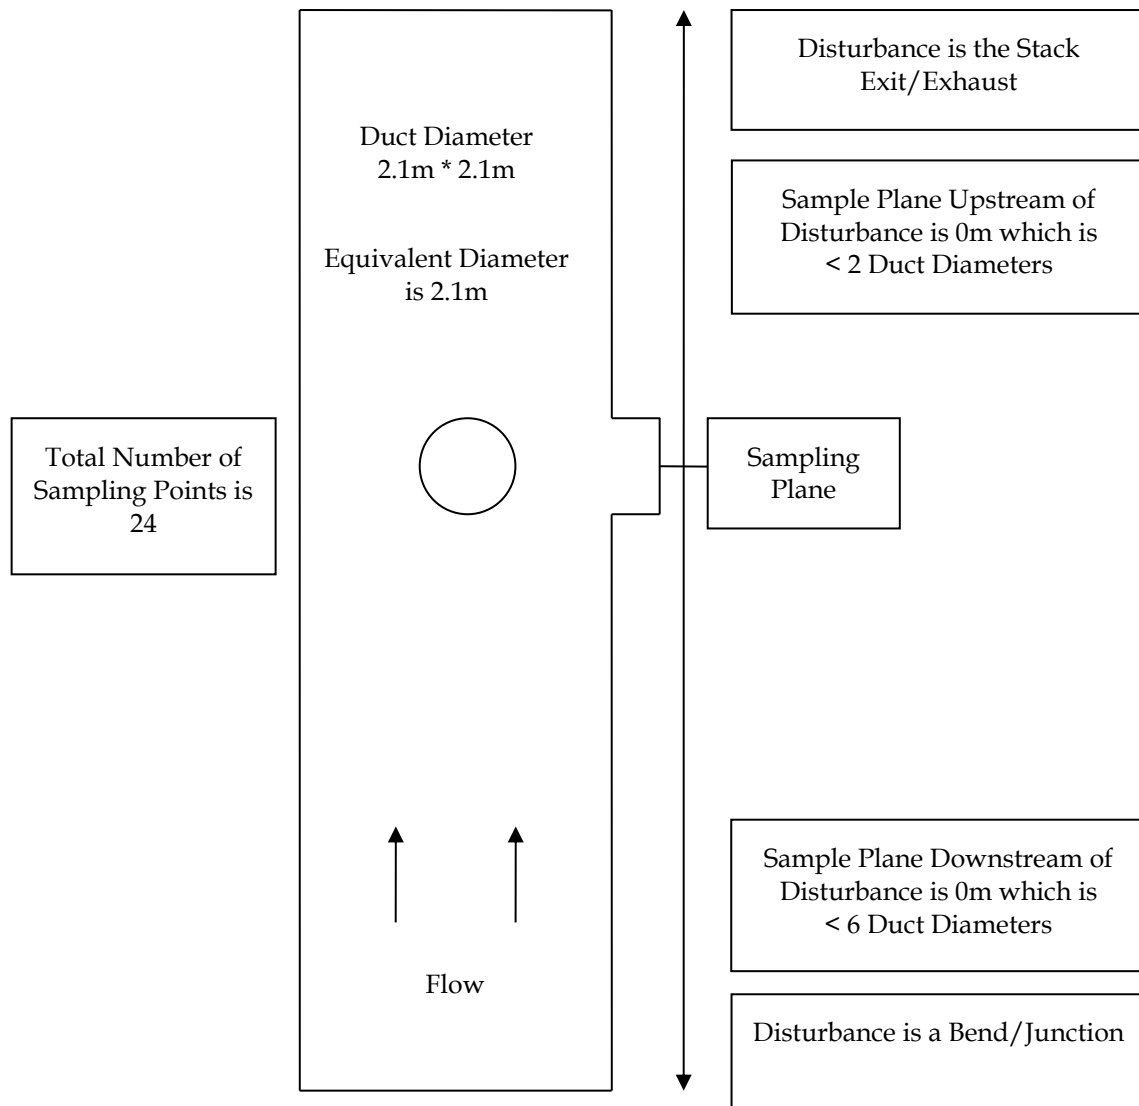 Disturbance is the Stack
Exit/Exhaust
Duct Diameter
2.1m * 2.1m
Sample Plane Upstream of
Disturbance is 0m which is
< 2 Duct Diameters
Equivalent Diameter
is 2.1m
Total Number of
Sampling Points is
24
Sampling
Plane
Sample Plane Downstream of
Disturbance is 0m which is
< 6 Duct Diameters
Flow
Disturbance is a Bend/Junction